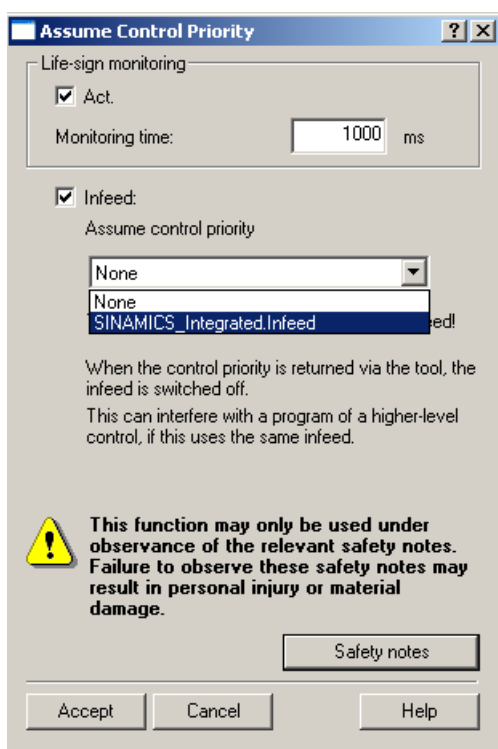 Assume Control Priority
Life-sign monitoring
Act.
Monitoring time: 1000 ms
Infeed:
Assume control priority
None
None
SINAMICS_Integrated.Infeed
When the control priority is returned via the tool, the
infeed is switched off.
This can interfere with a program of a higher-level
control, if this uses the same infeed.
This function may only be used under
observance of the relevant safety notes.
Failure to observe these safety notes may
result in personal injury or material
damage.
Safety notes
Accept Cancel Help